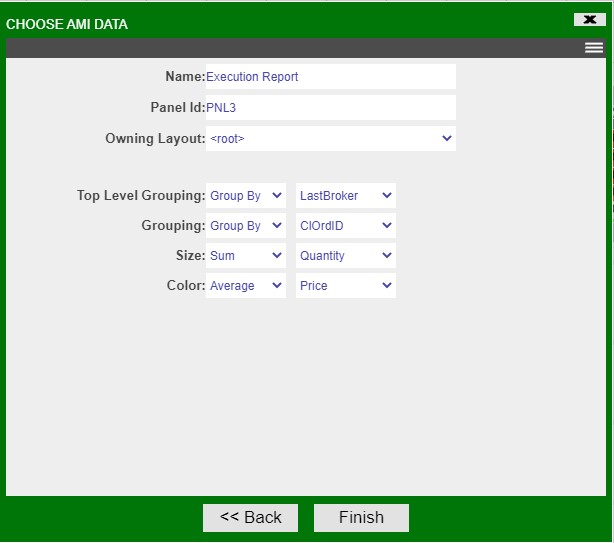 CHOOSE AMI DATA
Name: Execution Report
Panel Id: PNL3
Owning Layout: <root>
Top Level Grouping: Group By LastBroker
Grouping: Group By ClOrdID
Size: Sum Quantity
Color: Average Price
<< Back Finish